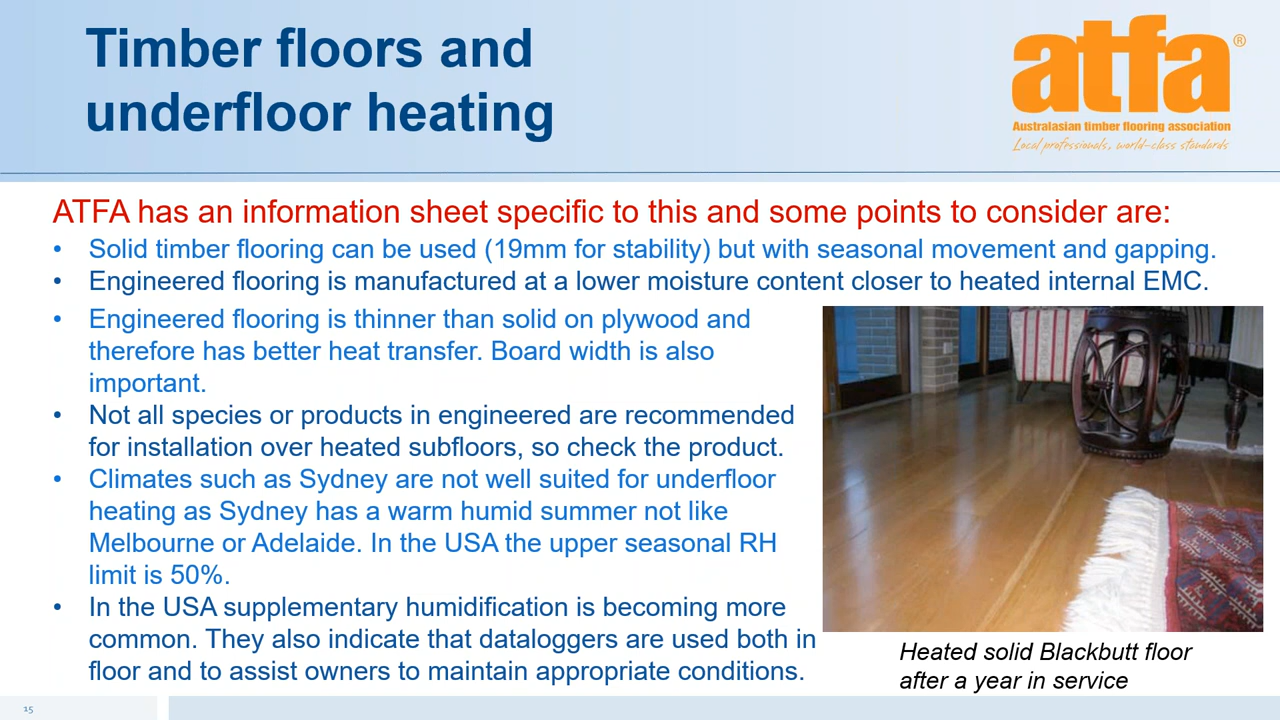 Timber floors and
underfloor heating
atfa®
Australasian timber flooring association
Local professionals, world-class standards
ATFA has an information sheet specific to this and some points to consider are:
• Solid timber flooring can be used (19mm for stability) but with seasonal movement and gapping.
• Engineered flooring is manufactured at a lower moisture content closer to heated internal EMC.
• Engineered flooring is thinner than solid on plywood and
therefore has better heat transfer. Board width is also
important.
• Not all species or products in engineered are recommended
for installation over heated subfloors, so check the product.
• Climates such as Sydney are not well suited for underfloor
heating as Sydney has a warm humid summer not like
Melbourne or Adelaide. In the USA the upper seasonal RH
limit is 50%.
• In the USA supplementary humidification is becoming more
common. They also indicate that dataloggers are used both in
floor and to assist owners to maintain appropriate conditions.
Heated solid Blackbutt floor
after a year in service
15